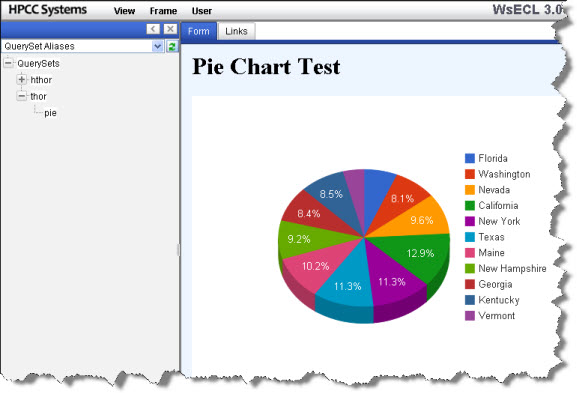 HPCC Systems View Frame User WsECL 3.0
QuerySet Aliases Form Links
QuerySets
hthor
thor
pie
Pie Chart Test
8.1%
9.6%
12.9%
11.3%
11.3%
10.2%
9.2%
8.4%
8.5%
Florida
Washington
Nevada
California
New York
Texas
Maine
New Hampshire
Georgia
Kentucky
Vermont